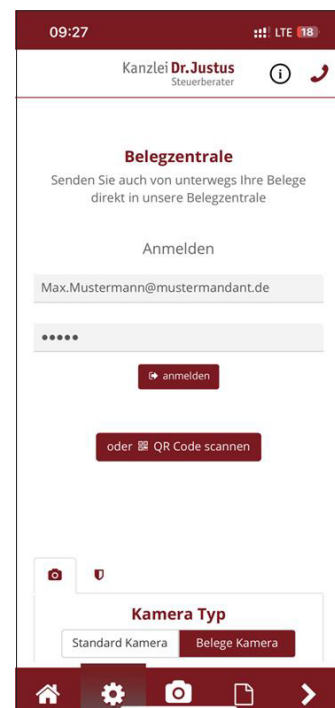 09:27
LTE 18
Kanzlei Dr.Justus
Steuerberater
Belegzentrale
Senden Sie auch von unterwegs Ihre Belege
direkt in unsere Belegzentrale
Anmelden
Max.Mustermann@mustermandant.de
•••••
anmelden
oder QR Code scannen
Kamera Typ
Standard Kamera
Belege Kamera